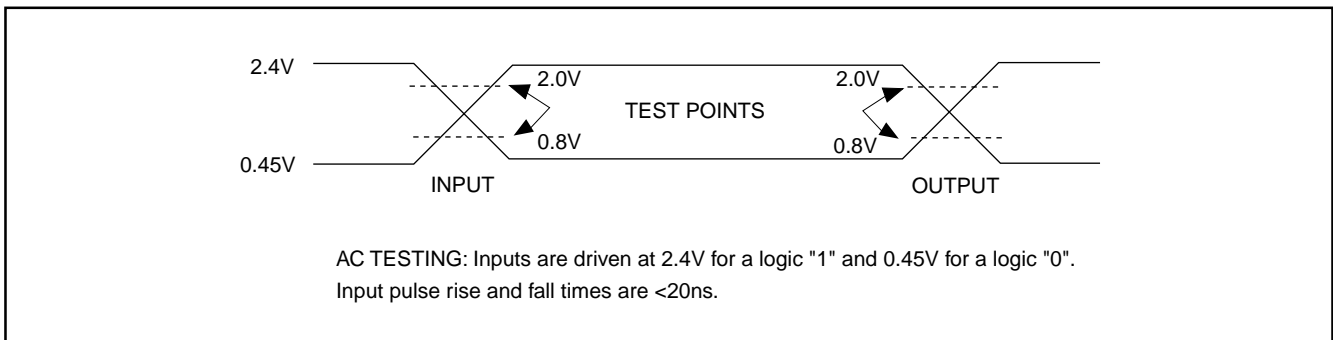 2.4V
2.0V
2.0V
TEST POINTS
0.8V
0.8V
0.45V
INPUT
OUTPUT
AC TESTING: Inputs are driven at 2.4V for a logic "1" and 0.45V for a logic "0".
Input pulse rise and fall times are <20ns.